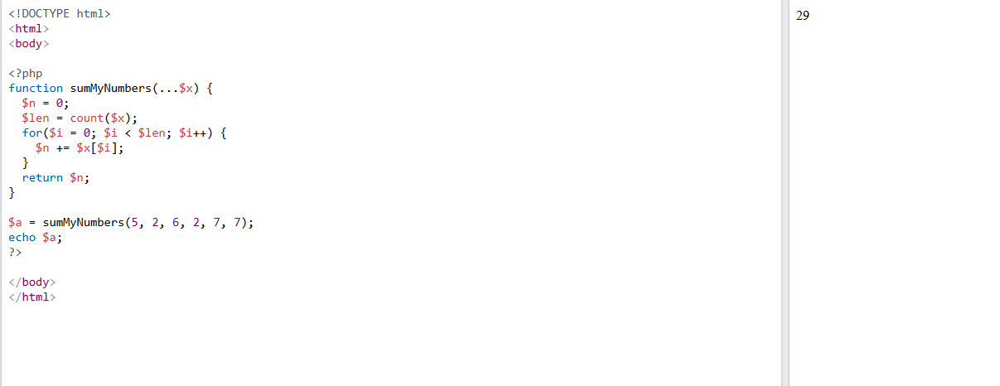 <!DOCTYPE html>
<html>
<body>

<?php
function sumMyNumbers(...$x) {
  $n = 0;
  $len = count($x);
  for($i = 0; $i < $len; $i++) {
    $n += $x[$i];
  }
  return $n;
}

$a = sumMyNumbers(5, 2, 6, 2, 7, 7);
echo $a;
?>

</body>
</html>
29